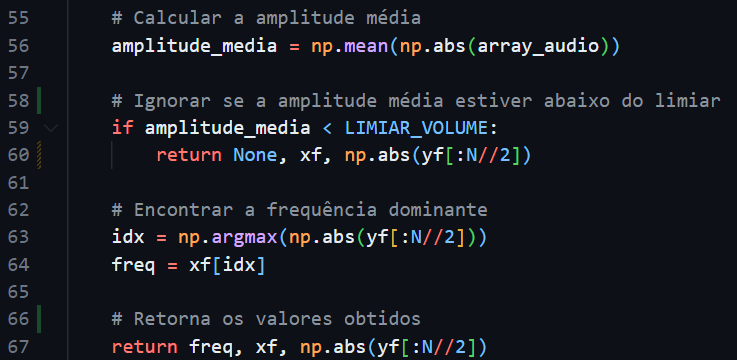 55 # Calcular a amplitude média
56 amplitude_media = np.mean(np.abs(array_audio))
57
58 # Ignorar se a amplitude média estiver abaixo do limiar
59 if amplitude_media < LIMIAR_VOLUME:
60 return None, xf, np.abs(yf[:N//2])
61
62 # Encontrar a frequência dominante
63 idx = np.argmax(np.abs(yf[:N//2]))
64 freq = xf[idx]
65
66 # Retorna os valores obtidos
67 return freq, xf, np.abs(yf[:N//2])